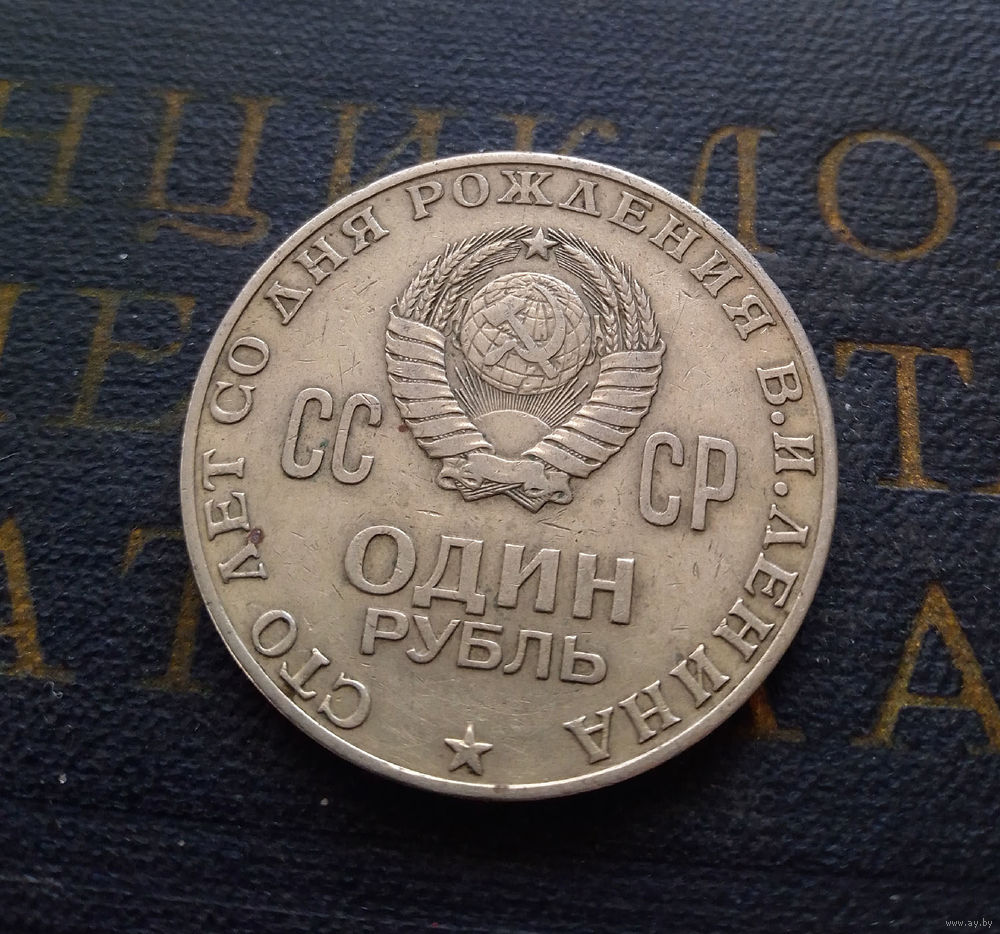 СТО ЛЕТ СО ДНЯ РОЖДЕНИЯ В.И.ЛЕНИНА
СС СР
ОДИН
РУБЛЬ
www.ay.by